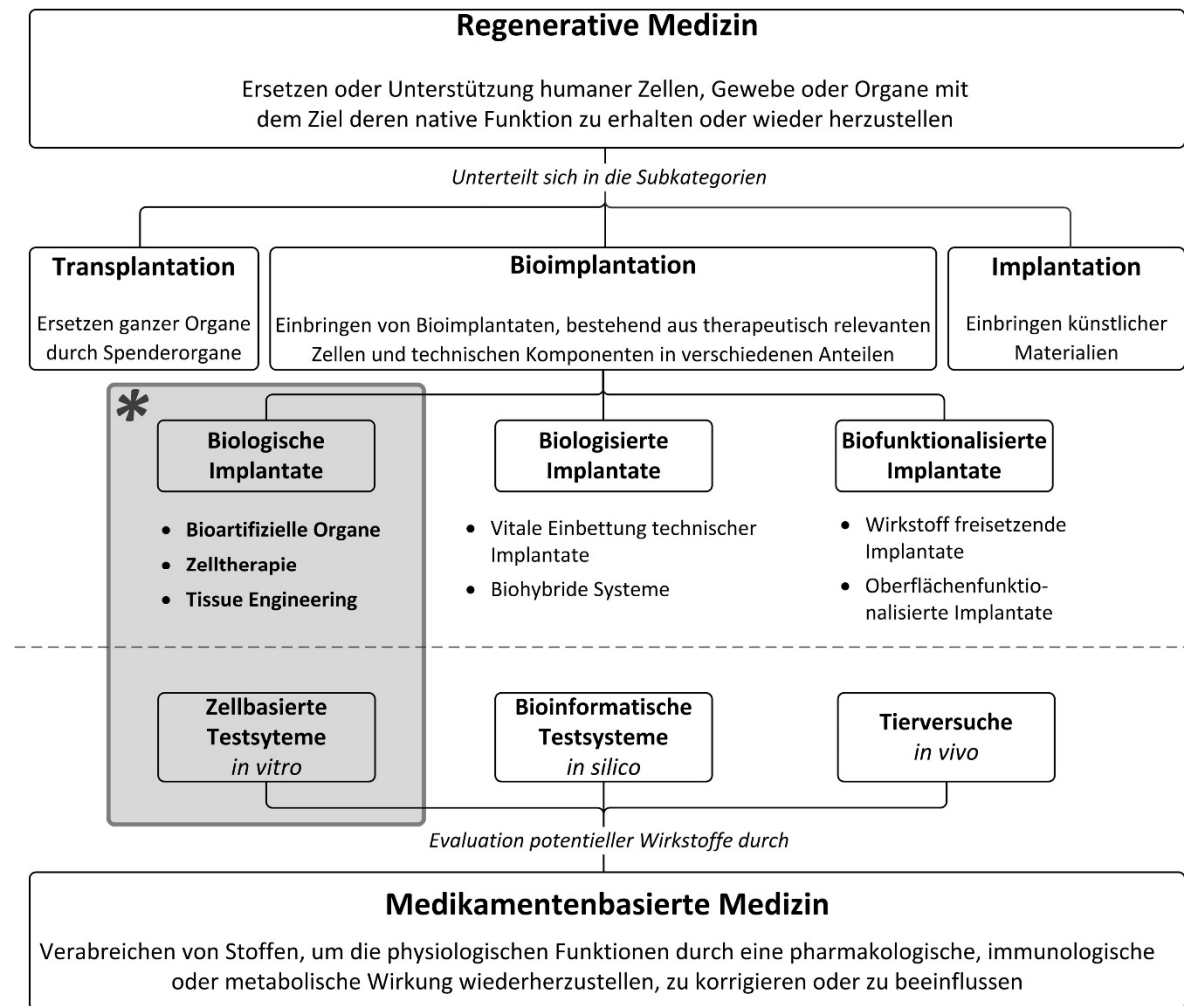 Regenerative Medizin
Ersetzen oder Unterstützung humaner Zellen, Gewebe oder Organe mit
dem Ziel deren native Funktion zu erhalten oder wieder herzustellen
Unterteilt sich in die Subkategorien
Transplantation
Ersetzen ganzer Organe
durch Spenderorgane
Bioimplantation
Einbringen von Bioimplantaten, bestehend aus therapeutisch relevanten
Zellen und technischen Komponenten in verschiedenen Anteilen
Implantation
Einbringen künstlicher
Materialien
*
Biologische
Implantate
• Bioartifizielle Organe
• Zelltherapie
• Tissue Engineering
Biologisierte
Implantate
• Vitale Einbettung technischer
Implantate
• Biohybride Systeme
Biofunktionalisierte
Implantate
• Wirkstoff freisetzende
Implantate
• Oberflächenfunktio-
nalisierte Implantate
Zellbasierte
Testsyteme
in vitro
Bioinformatische
Testsysteme
in silico
Tierversuche
in vivo
Evaluation potentieller Wirkstoffe durch
Medikamentenbasierte Medizin
Verabreichen von Stoffen, um die physiologischen Funktionen durch eine pharmakologische, immunologische
oder metabolische Wirkung wiederherzustellen, zu korrigieren oder zu beeinflussen